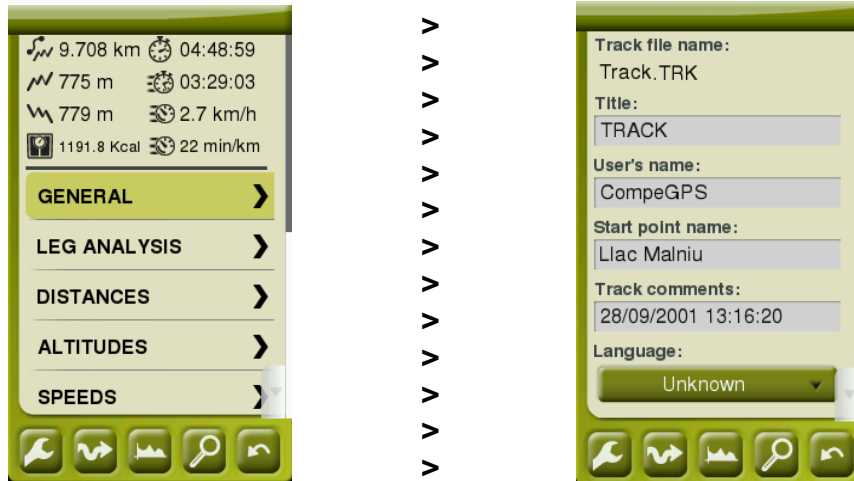 9.708 km 04:48:59
775 m 03:29:03
779 m 2.7 km/h
1191.8 Kcal 22 min/km
GENERAL ❯
LEG ANALYSIS ❯
DISTANCES ❯
ALTITUDES ❯
SPEEDS ❯
>
>
>
>
>
>
>
>
>
>
>
>
>
Track file name:
Track.TRK
Title:
TRACK
User's name:
CompeGPS
Start point name:
Llac Malniu
Track comments:
28/09/2001 13:16:20
Language:
Unknown